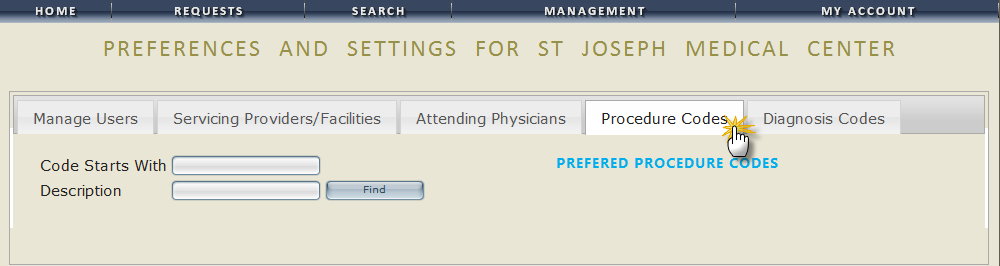 HOME REQUESTS SEARCH MANAGEMENT MY ACCOUNT
PREFERENCES AND SETTINGS FOR ST JOSEPH MEDICAL CENTER
Manage Users Servicing Providers/Facilities Attending Physicians Procedure Codes Diagnosis Codes
Code Starts With PREFERED PROCEDURE CODES
Description Find